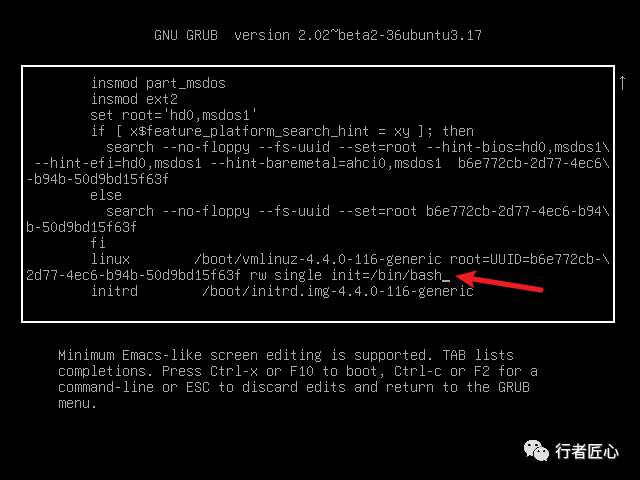 GNU GRUB  version 2.02~beta2-36ubuntu3.17
insmod part_msdos
insmod ext2
set root='hd0,msdos1'
if [ x$feature_platform_search_hint = xy ]; then
search --no-floppy --fs-uuid --set=root --hint-bios=hd0,msdos1\
--hint-efi=hd0,msdos1 --hint-baremetal=ahci0,msdos1  b6e772cb-2d77-4ec6\
-b94b-50d9bd15f63f
else
search --no-floppy --fs-uuid --set=root b6e772cb-2d77-4ec6-b94\
b-50d9bd15f63f
fi
linux        /boot/vmlinuz-4.4.0-116-generic root=UUID=b6e772cb-\
2d77-4ec6-b94b-50d9bd15f63f rw single init=/bin/bash_
initrd        /boot/initrd.img-4.4.0-116-generic
Minimum Emacs-like screen editing is supported. TAB lists
completions. Press Ctrl-x or F10 to boot, Ctrl-c or F2 for a
command-line or ESC to discard edits and return to the GRUB
menu.
行者匠心